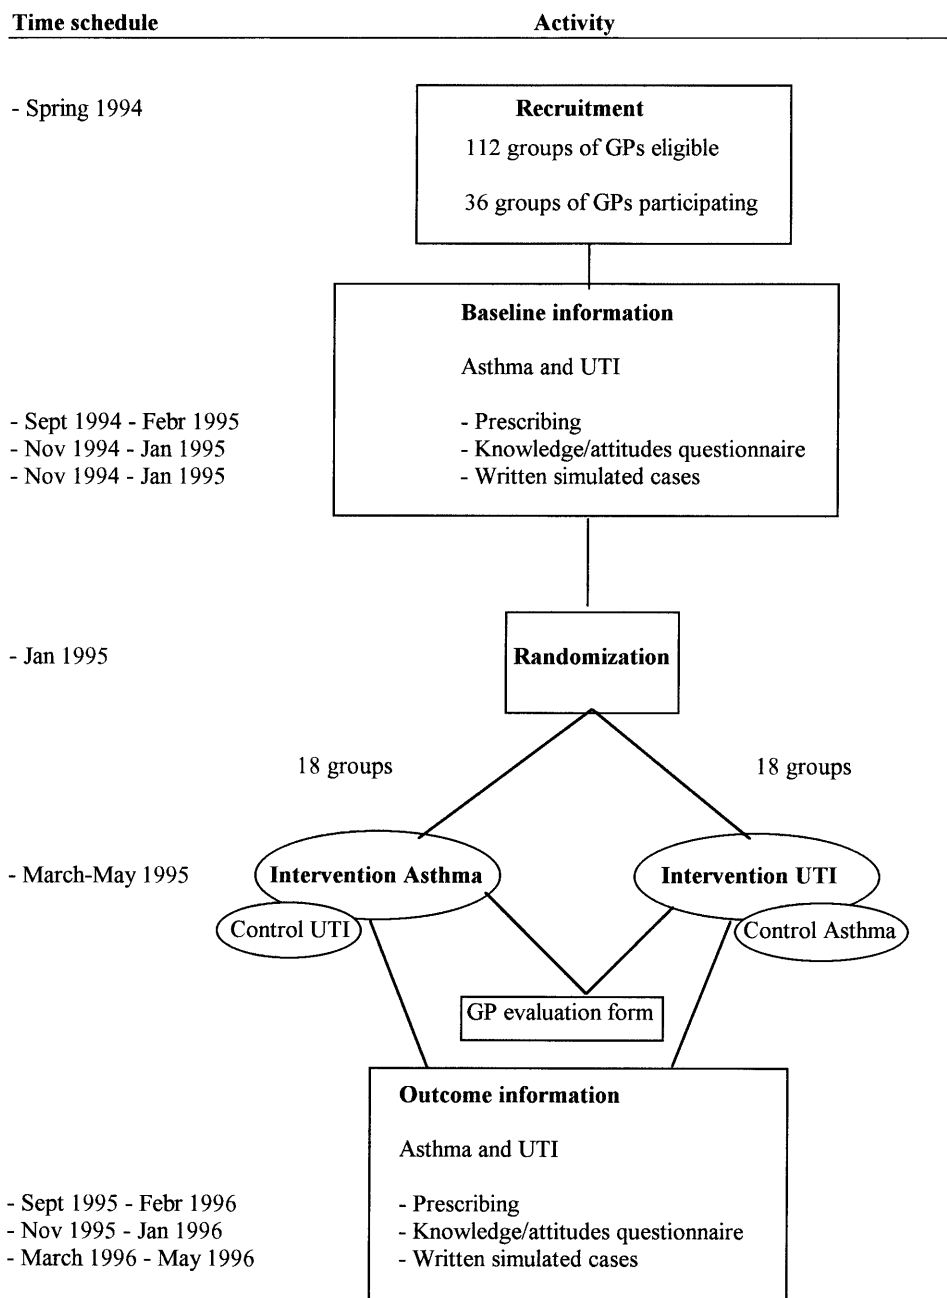 Time schedule Activity
- Spring 1994 Recruitment
112 groups of GPs eligible
36 groups of GPs participating
Baseline information
Asthma and UTI
- Sept 1994 - Febr 1995 - Prescribing
- Nov 1994 - Jan 1995 - Knowledge/attitudes questionnaire
- Nov 1994 - Jan 1995 - Written simulated cases
- Jan 1995 Randomization
18 groups 18 groups
- March-May 1995 Intervention Asthma Intervention UTI
Control UTI Control Asthma
GP evaluation form
Outcome information
Asthma and UTI
- Sept 1995 - Febr 1996 - Prescribing
- Nov 1995 - Jan 1996 - Knowledge/attitudes questionnaire
- March 1996 - May 1996 - Written simulated cases